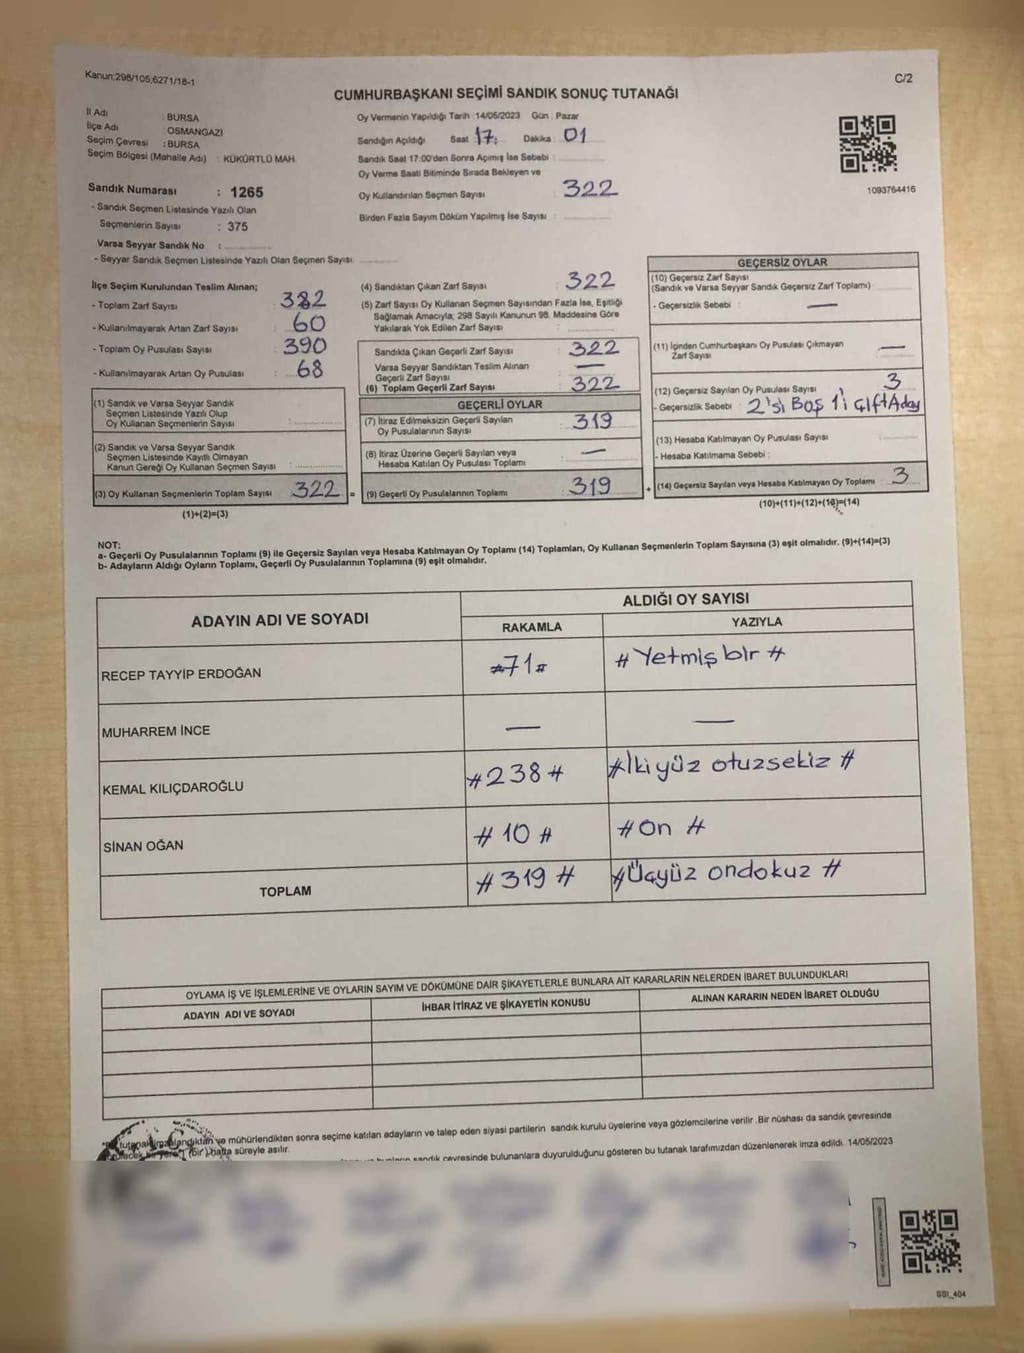 Kanun;298/105;6271/18-1
C/2
CUMHURBAŞKANI SEÇİMİ SANDIK SONUÇ TUTANAĞI
İl Adı : BURSA
İlçe Adı : OSMANGAZİ
Seçim Çevresi : BURSA
Seçim Bölgesi (Mahalle Adı) : KÜKÜRTLÜ MAH.
Sandık Numarası : 1265
- Sandık Seçmen Listesinde Yazılı Olan
Seçmenlerin Sayısı : 375
Varsa Seyyar Sandık No :
- Seyyar Sandık Seçmen Listesinde Yazılı Olan Seçmen Sayısı:
Oy Vermenin Yapıldığı Tarih 14/05/2023 Gün : Pazar
Sandığın Açıldığı Saat 17: Dakika : 01
Sandık Saat 17:00'den Sonra Açımış İse Sebebi :
Oy Verme Saati Bitiminde Sırada Bekleyen ve
Oy Kullandırılan Seçmen Sayısı : 322
Birden Fazla Sayım Döküm Yapılmış İse Sayısı :
1093764416
İlçe Seçim Kurulundan Teslim Alınan;
- Toplam Zarf Sayısı : 382
- Kullanılmayarak Artan Zarf Sayısı : 60
- Toplam Oy Pusulası Sayısı : 390
- Kullanılmayarak Artan Oy Pusulası : 68
(1) Sandık ve Varsa Seyyar Sandık
Seçmen Listesinde Yazılı Olup
Oy Kullanan Seçmenlerin Sayısı :
(2) Sandık ve Varsa Seyyar Sandık
Seçmen Listesinde Kayıtlı Olmayan
Kanun Gereği Oy Kullanan Seçmen Sayısı :
(3) Oy Kullanan Seçmenlerin Toplam Sayısı : 322 =
(1)+(2)=(3)
(4) Sandıktan Çıkan Zarf Sayısı : 322
(5) Zarf Sayısı Oy Kullanan Seçmen Sayısından Fazla İse, Eşitliği
Sağlamak Amacıyla; 298 Sayılı Kanunun 98. Maddesine Göre
Yakılarak Yok Edilen Zarf Sayısı :
Sandıkta Çıkan Geçerli Zarf Sayısı : 322
Varsa Seyyar Sandıktan Teslim Alınan
Geçerli Zarf Sayısı : —
(6) Toplam Geçerli Zarf Sayısı : 322
GEÇERLİ OYLAR
(7) İtiraz Edilmeksizin Geçerli Sayılan
Oy Pusulalarının Sayısı : 319
(8) İtiraz Üzerine Geçerli Sayılan veya
Hesaba Katılan Oy Pusulası Toplamı : —
(9) Geçerli Oy Pusulalarının Toplamı : 319 +
GEÇERSİZ OYLAR
(10) Geçersiz Zarf Sayısı
(Sandık ve Varsa Seyyar Sandık Geçersiz Zarf Toplamı) :
- Geçersizlik Sebebi : —
(11) İçinden Cumhurbaşkanı Oy Pusulası Çıkmayan
Zarf Sayısı : —
(12) Geçersiz Sayılan Oy Pusulası Sayısı : 3
- Geçersizlik Sebebi : 2'si Boş 1'i ÇiftAday
(13) Hesaba Katılmayan Oy Pusulası Sayısı :
- Hesaba Katılmama Sebebi :
(14) Geçersiz Sayılan veya Hesaba Katılmayan Oy Toplamı : 3
(10)+(11)+(12)+(13)=(14)
NOT:
a- Geçerli Oy Pusulalarının Toplamı (9) ile Geçersiz Sayılan veya Hesaba Katılmayan Oy Toplamı (14) Toplamları, Oy Kullanan Seçmenlerin Toplam Sayısına (3) eşit olmalıdır. (9)+(14)=(3)
b- Adayların Aldığı Oyların Toplamı, Geçerli Oy Pusulalarının Toplamına (9) eşit olmalıdır.
ADAYIN ADI VE SOYADI
ALDIĞI OY SAYISI
RAKAMLA YAZIYLA
RECEP TAYYİP ERDOĞAN #71# #Yetmişbir#
MUHARREM İNCE — —
KEMAL KILIÇDAROĞLU #238# #İkiyüz otuzsekiz#
SİNAN OĞAN #10# #On#
TOPLAM #319# #Üçyüz ondokuz#
OYLAMA İŞ VE İŞLEMLERİNE VE OYLARIN SAYIM VE DÖKÜMÜNE DAİR ŞİKAYETLERLE BUNLARA AİT KARARLARIN NELERDEN İBARET BULUNDUKLARI
ADAYIN ADI VE SOYADI İHBAR İTİRAZ VE ŞİKAYETİN KONUSU ALINAN KARARIN NEDEN İBARET OLDUĞU
ve mühürlendikten sonra seçime katılan adayların ve talep eden siyasi partilerin sandık kurulu üyelerine veya gözlemcilerine verilir. Bir nüshası da sandık çevresinde
(bir) hafta süreyle asılır.
sandık çevresinde bulunanlara duyurulduğunu gösteren bu tutanak tarafımızdan düzenlenerek imza edildi. 14/05/2023
SSI_404